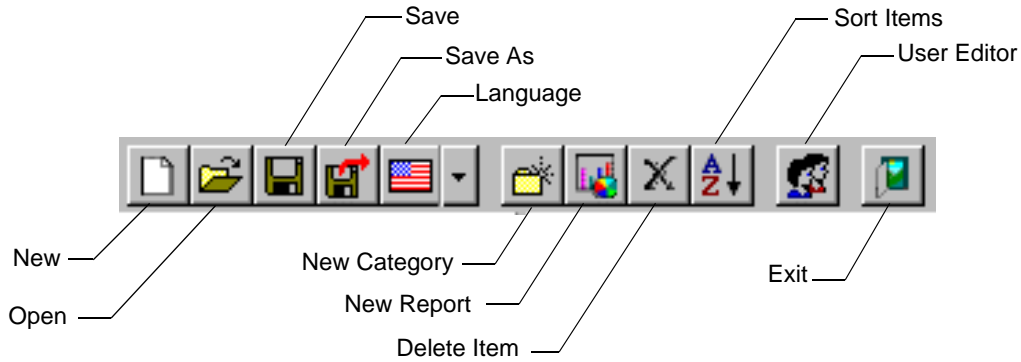 Save
Sort Items
Save As
User Editor
Language
A
Z
New
New Category
Exit
New Report
Open
Delete Item